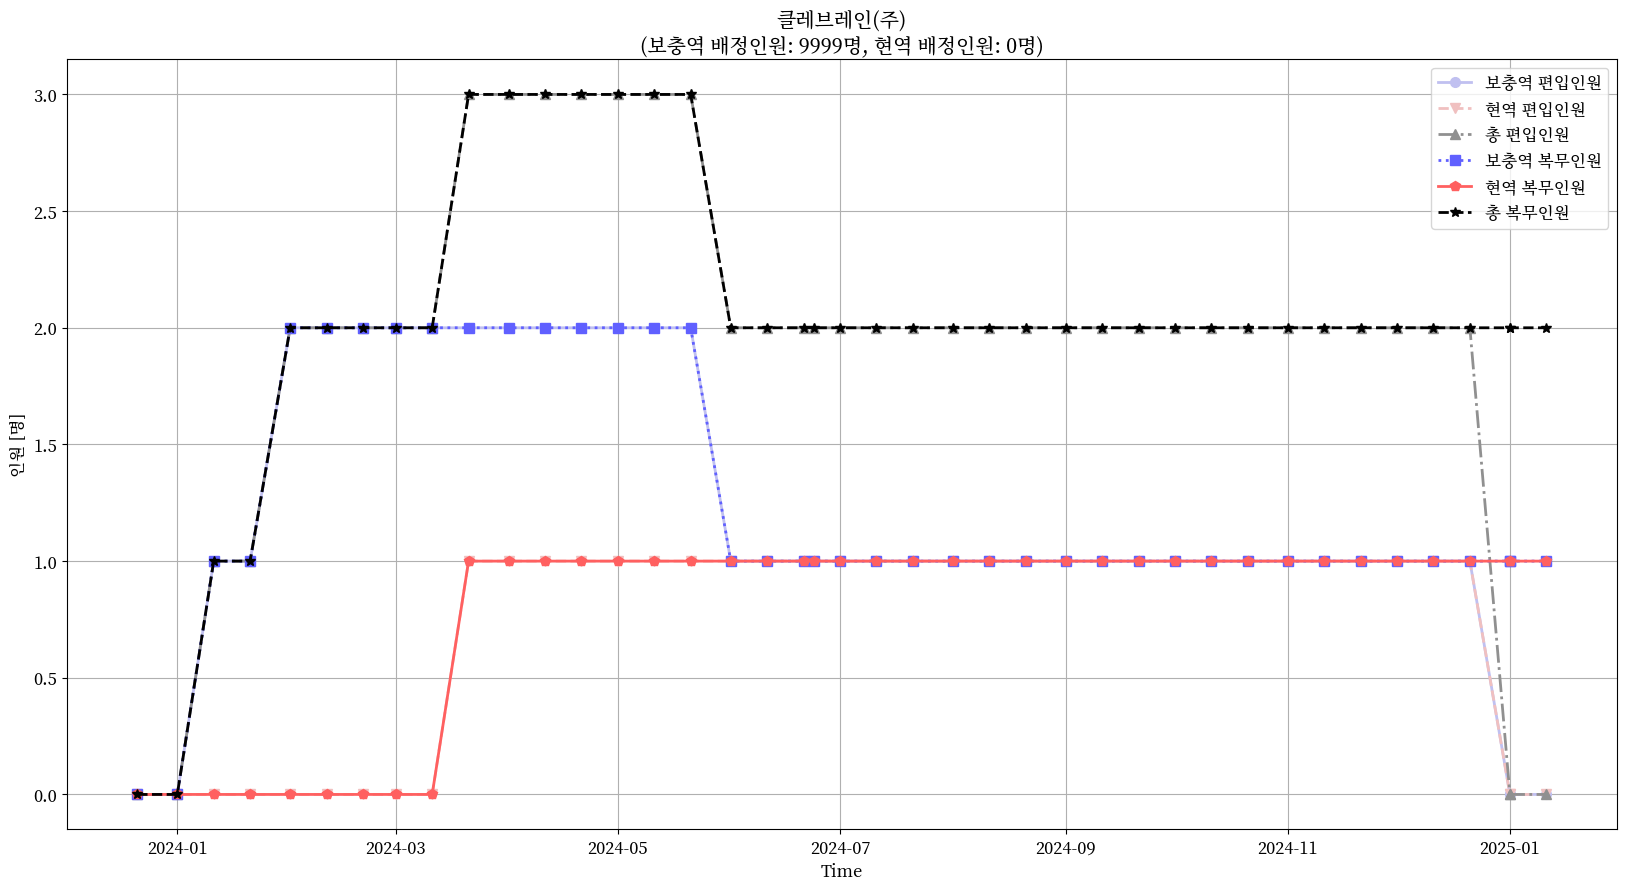 클레브레인(주)
(보충역 배정인원: 9999명, 현역 배정인원: 0명)
보충역 편입인원
현역 편입인원
총 편입인원
보충역 복무인원
현역 복무인원
총 복무인원
인원 [명]
3.0
2.5
2.0
1.5
1.0
0.5
0.0
2024-01 2024-03 2024-05 2024-07 2024-09 2024-11 2025-01
Time